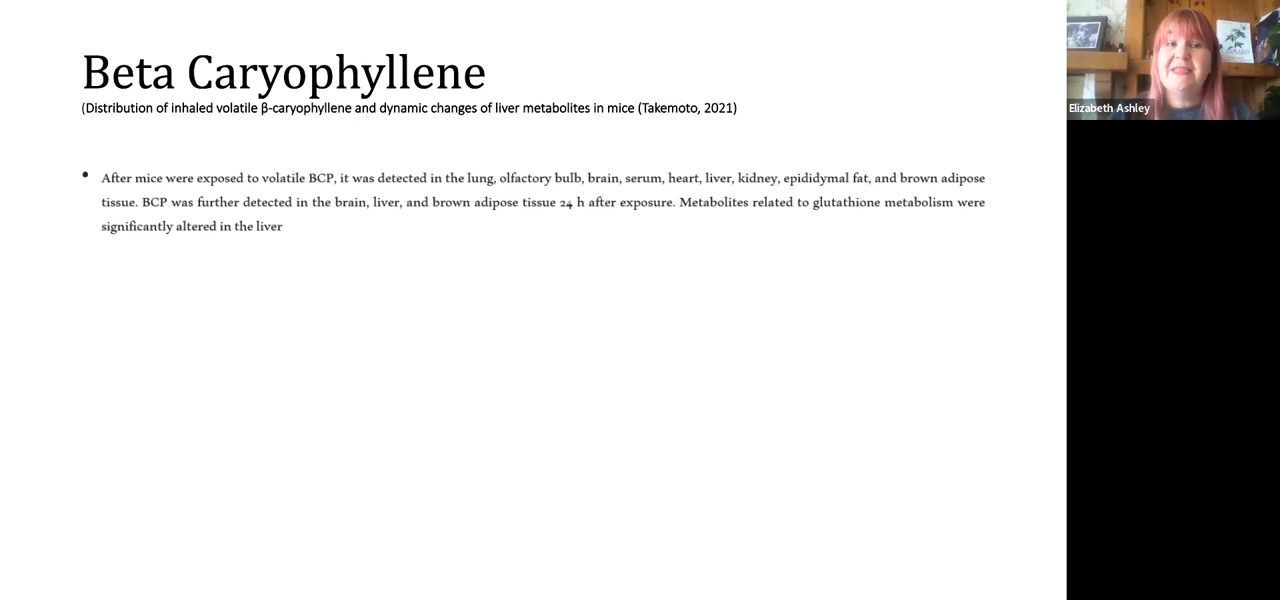 Beta Caryophyllene
(Distribution of inhaled volatile β-caryophyllene and dynamic changes of liver metabolites in mice (Takemoto, 2021)
• After mice were exposed to volatile BCP, it was detected in the lung, olfactory bulb, brain, serum, heart, liver, kidney, epididymal fat, and brown adipose
tissue. BCP was further detected in the brain, liver, and brown adipose tissue 24 h after exposure. Metabolites related to glutathione metabolism were
significantly altered in the liver
Elizabeth Ashley